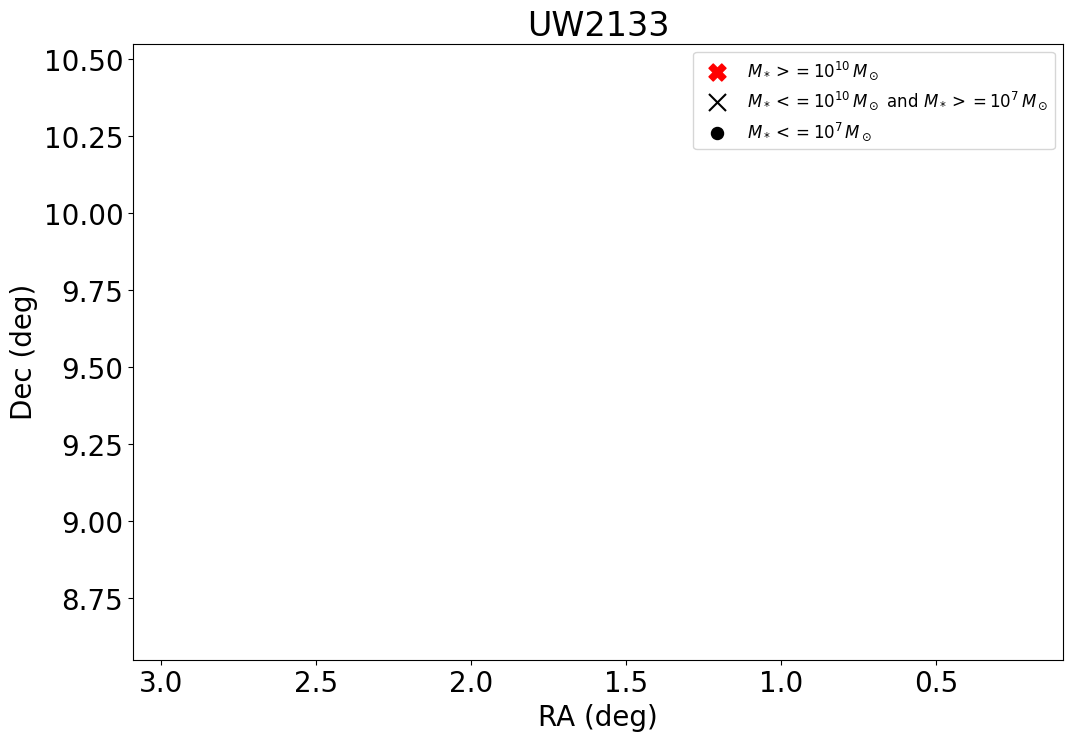 UW2133
10.50
10.25
10.00
9.75
9.50
9.25
9.00
8.75
Dec (deg)
M* >= 10^10 M⊙
M* <= 10^10 M⊙ and M* >= 10^7 M⊙
M* <= 10^7 M⊙
3.0 2.5 2.0 1.5 1.0 0.5
RA (deg)